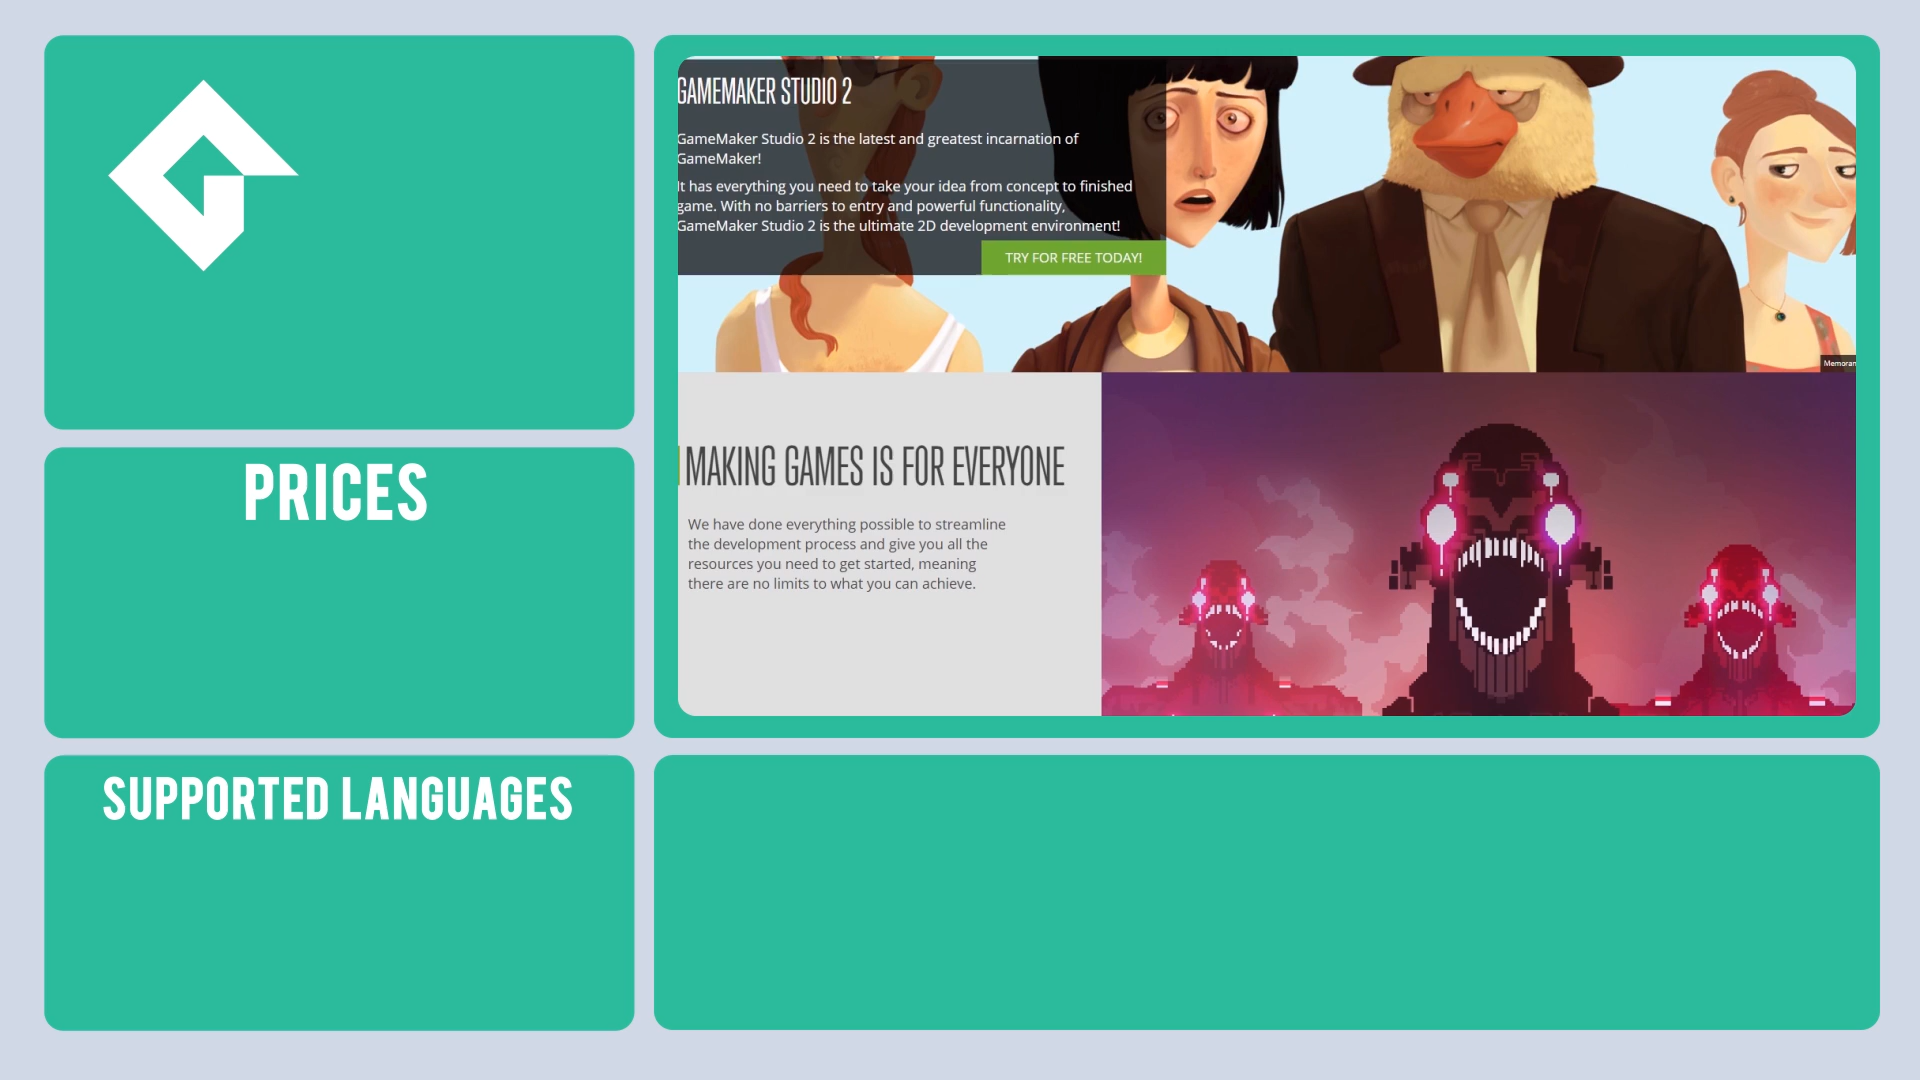 GAMEMAKER STUDIO 2
GameMaker Studio 2 is the latest and greatest incarnation of
GameMaker!
It has everything you need to take your idea from concept to finished
game. With no barriers to entry and powerful functionality,
GameMaker Studio 2 is the ultimate 2D development environment!
TRY FOR FREE TODAY!
MAKING GAMES IS FOR EVERYONE
We have done everything possible to streamline
the development process and give you all the
resources you need to get started, meaning
there are no limits to what you can achieve.
PRICES
SUPPORTED LANGUAGES